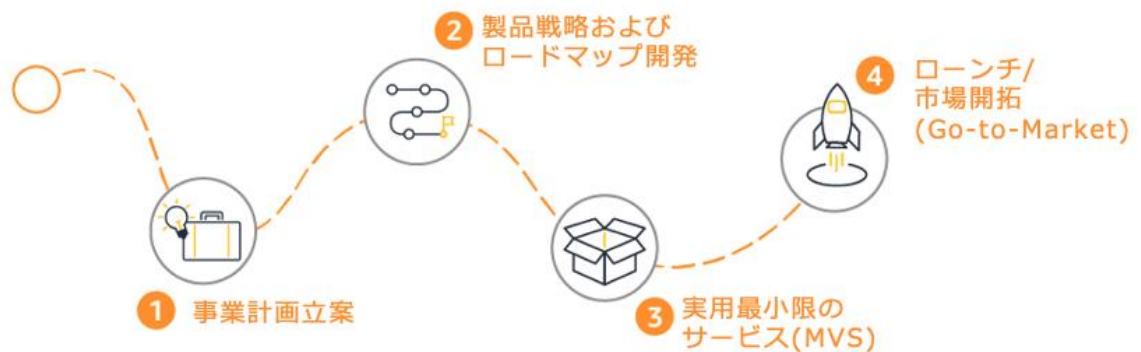 1 事業計画立案
2 製品戦略および
ロードマップ開発
3 実用最小限の
サービス(MVS)
4 ローンチ/
市場開拓
(Go-to-Market)